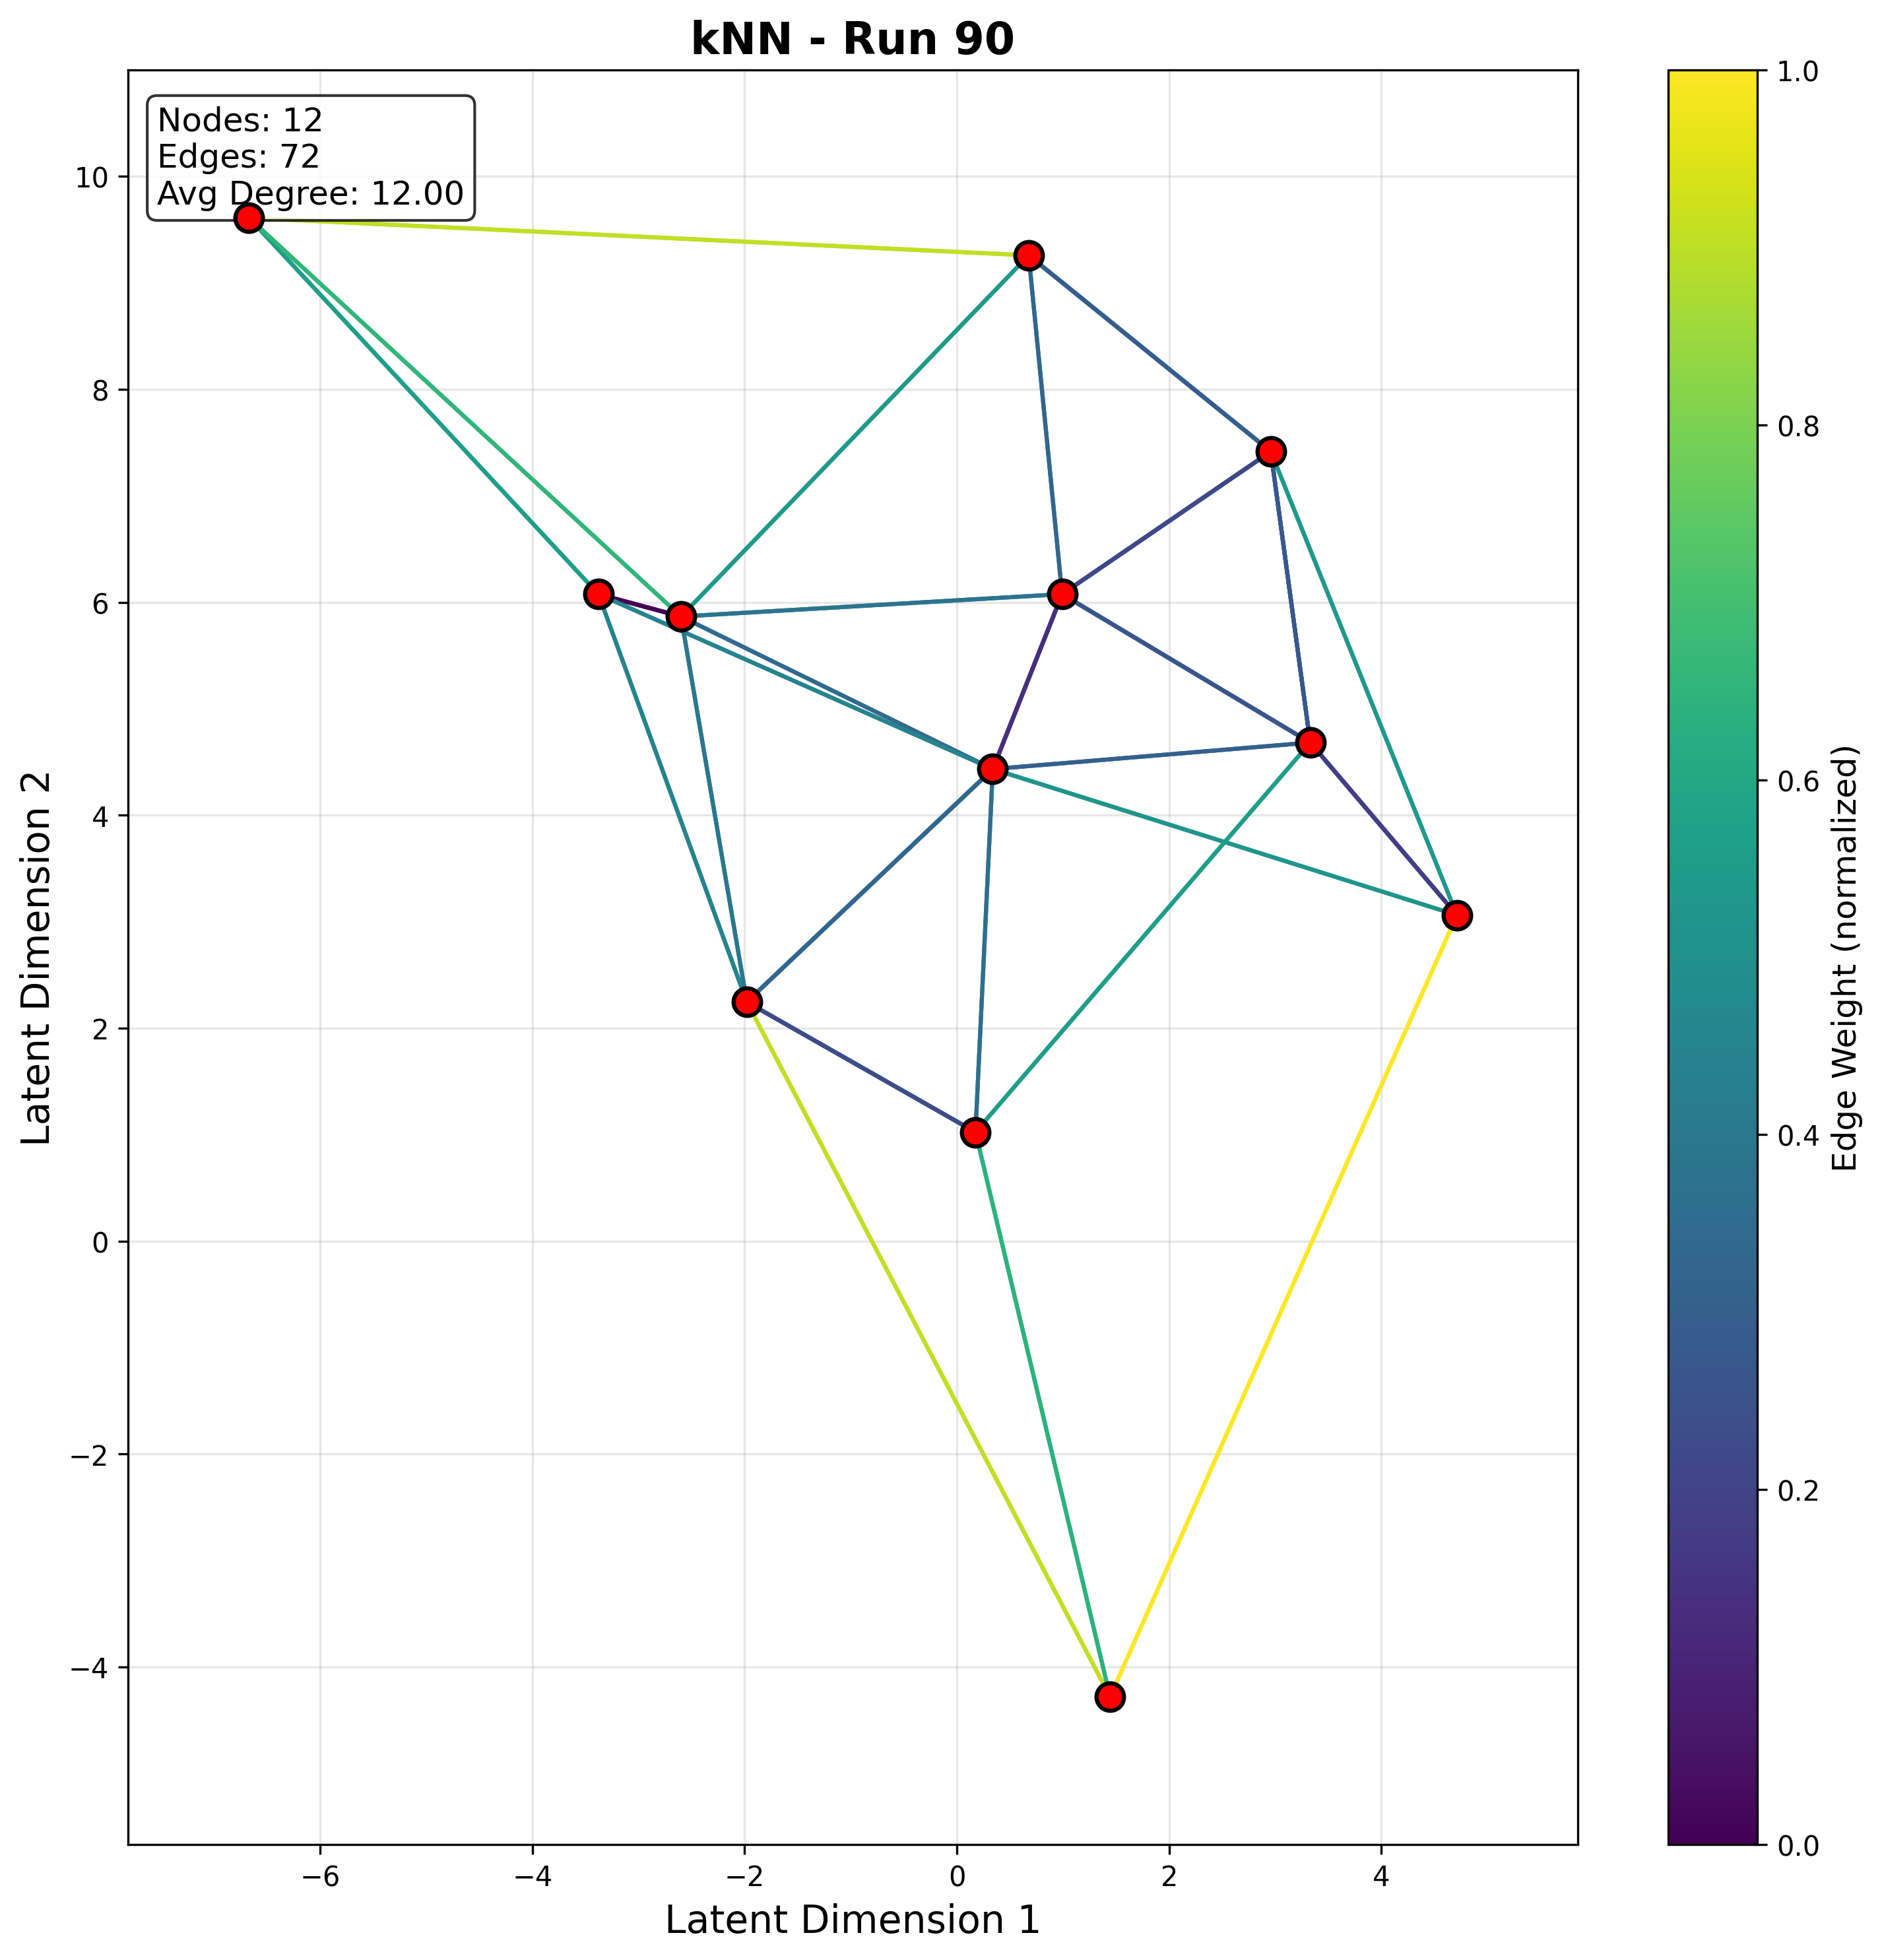 kNN - Run 90
Nodes: 12
Edges: 72
Avg Degree: 12.00
10
8
6
4
2
0
−2
−4
−6
−4
−2
0
2
4
Latent Dimension 1
Latent Dimension 2
1.0
0.8
0.6
0.4
0.2
0.0
Edge Weight (normalized)